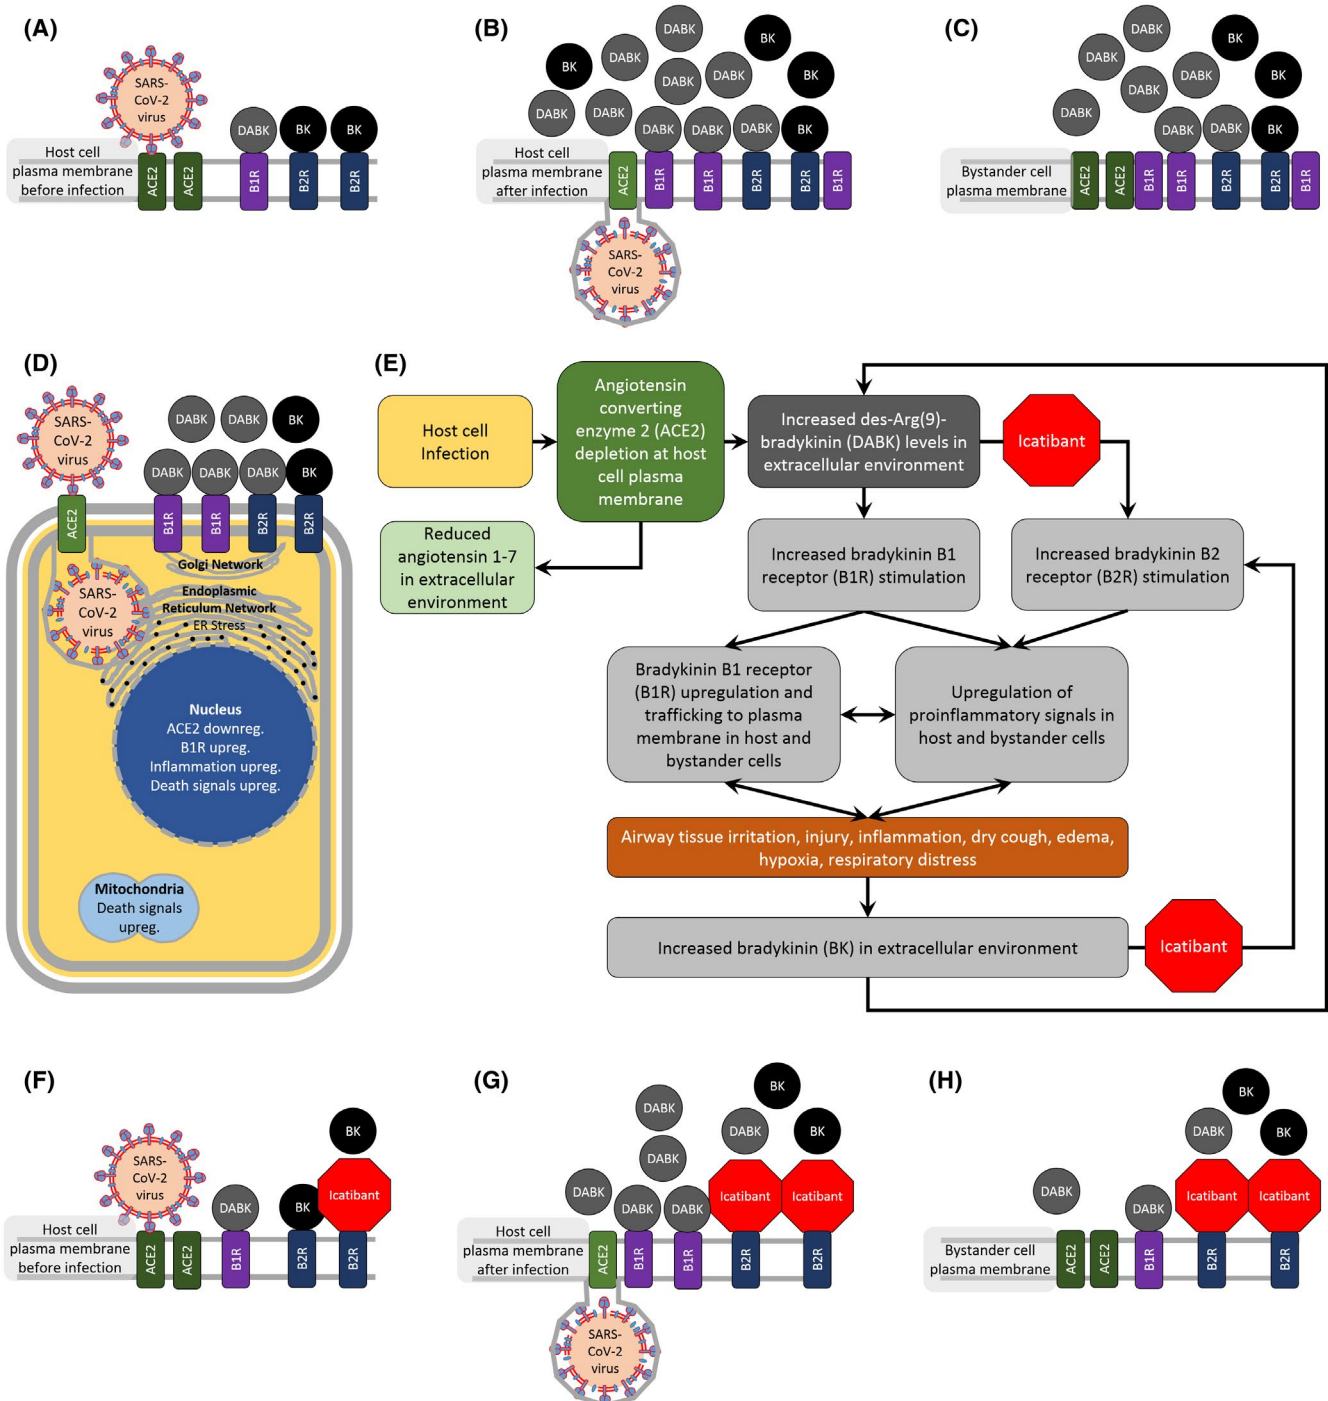 (A)
SARS-
CoV-2
virus
DABK
BK
BK
Host cell
plasma membrane
before infection
ACE2
ACE2
B1R
B2R
B2R
(B)
DABK
BK
DABK
BK
DABK
DABK
BK
DABK
DABK
DABK
DABK
DABK
BK
Host cell
plasma membrane
after infection
ACE2
B1R
B1R
B2R
B2R
B1R
SARS-
CoV-2
virus
(C)
DABK
BK
DABK
DABK
BK
DABK
DABK
DABK
DABK
BK
Bystander cell
plasma membrane
ACE2
ACE2
B1R
B1R
B2R
B2R
B1R
(D)
SARS-
CoV-2
virus
DABK
DABK
BK
DABK
DABK
DABK
BK
ACE2
B1R
B1R
B2R
B2R
Golgi Network
Endoplasmic
Reticulum Network
ER Stress
SARS-
CoV-2
virus
Nucleus
ACE2 downreg.
B1R upreg.
Inflammation upreg.
Death signals upreg.
Mitochondria
Death signals
upreg.
(E)
Host cell
Infection
Angiotensin
converting
enzyme 2 (ACE2)
depletion at host
cell plasma
membrane
Increased des-Arg(9)-
bradykinin (DABK) levels in
extracellular environment
Icatibant
Reduced
angiotensin 1-7
in extracellular
environment
Increased bradykinin B1
receptor (B1R) stimulation
Increased bradykinin B2
receptor (B2R) stimulation
Bradykinin B1 receptor
(B1R) upregulation and
trafficking to plasma
membrane in host and
bystander cells
Upregulation of
proinflammatory signals in
host and bystander cells
Airway tissue irritation, injury, inflammation, dry cough, edema,
hypoxia, respiratory distress
Increased bradykinin (BK) in extracellular environment
Icatibant
(F)
SARS-
CoV-2
virus
DABK
BK
BK
Icatibant
Host cell
plasma membrane
before infection
ACE2
ACE2
B1R
B2R
B2R
(G)
BK
DABK
DABK
BK
DABK
DABK
DABK
DABK
Icatibant
Icatibant
Host cell
plasma membrane
after infection
ACE2
B1R
B1R
B2R
B2R
SARS-
CoV-2
virus
(H)
BK
DABK
BK
DABK
DABK
Icatibant
Icatibant
Bystander cell
plasma membrane
ACE2
ACE2
B1R
B2R
B2R